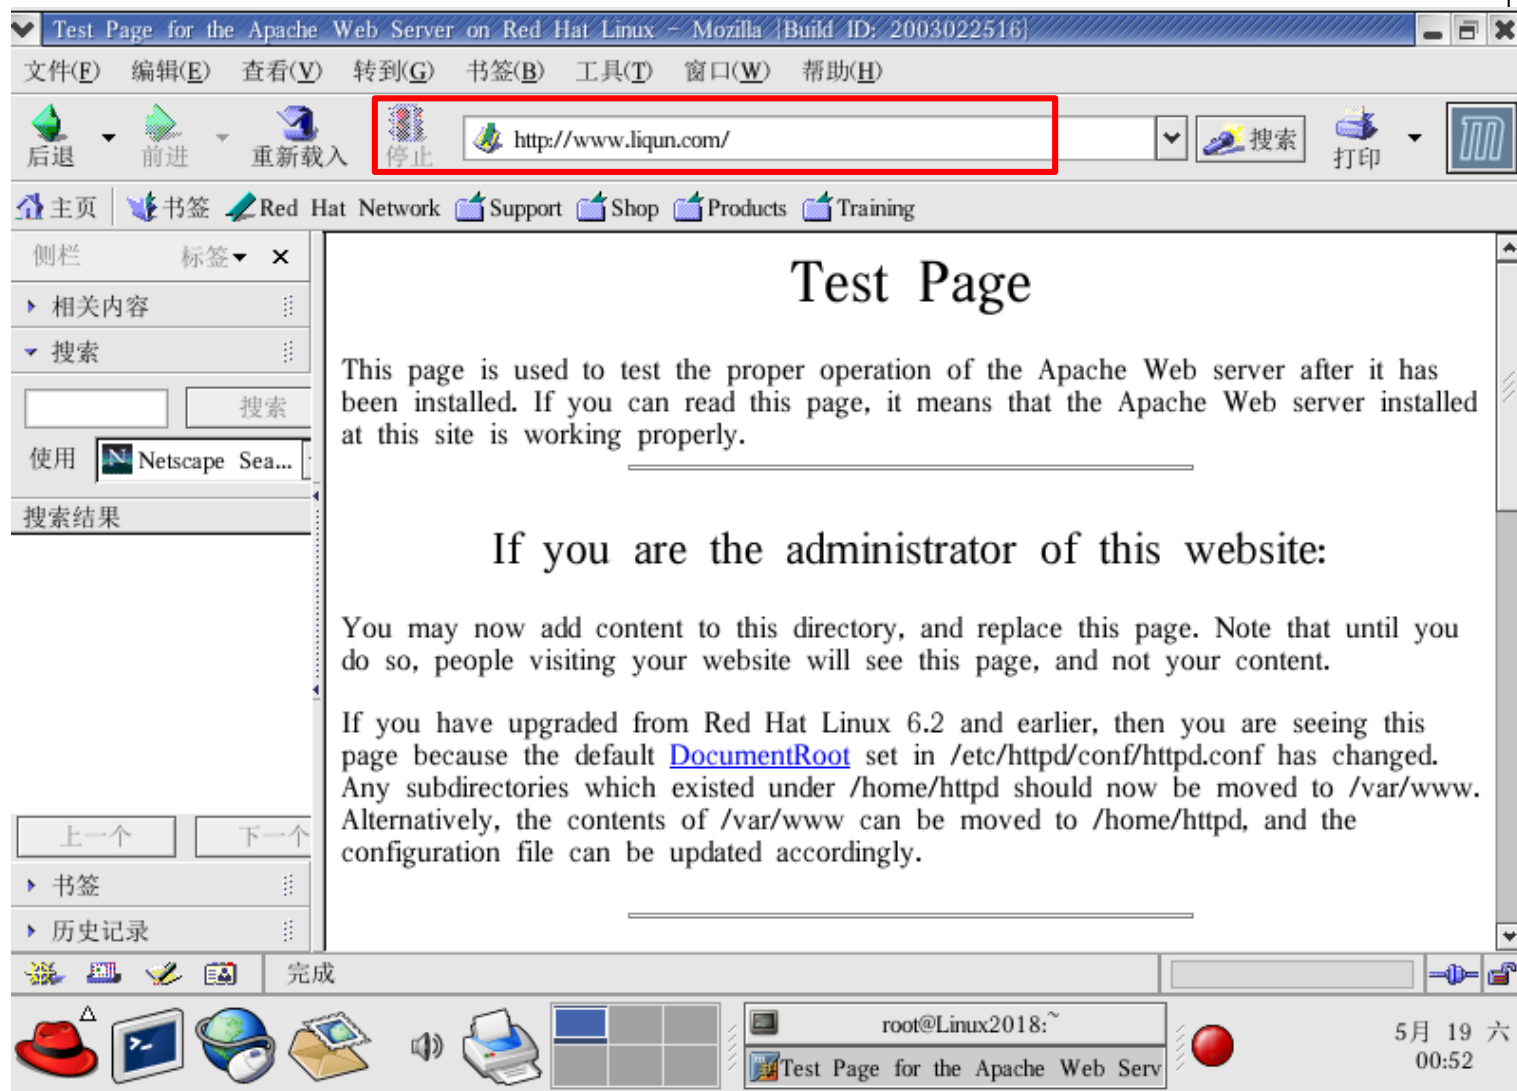 Test Page for the Apache Web Server on Red Hat Linux - Mozilla {Build ID: 2003022516}
文件(F) 编辑(E) 查看(V) 转到(G) 书签(B) 工具(T) 窗口(W) 帮助(H)
后退 前进 重新载入 停止 http://www.liqun.com/ 搜索 打印
主页 书签 Red Hat Network Support Shop Products Training
侧栏 标签
相关内容
搜索
搜索
使用 Netscape Sea...
搜索结果
上一个 下一个
书签
历史记录
Test Page
This page is used to test the proper operation of the Apache Web server after it has
been installed. If you can read this page, it means that the Apache Web server installed
at this site is working properly.
If you are the administrator of this website:
You may now add content to this directory, and replace this page. Note that until you
do so, people visiting your website will see this page, and not your content.
If you have upgraded from Red Hat Linux 6.2 and earlier, then you are seeing this
page because the default DocumentRoot set in /etc/httpd/conf/httpd.conf has changed.
Any subdirectories which existed under /home/httpd should now be moved to /var/www.
Alternatively, the contents of /var/www can be moved to /home/httpd, and the
configuration file can be updated accordingly.
完成
root@Linux2018:~
Test Page for the Apache Web Serv
5月 19 六
00:52